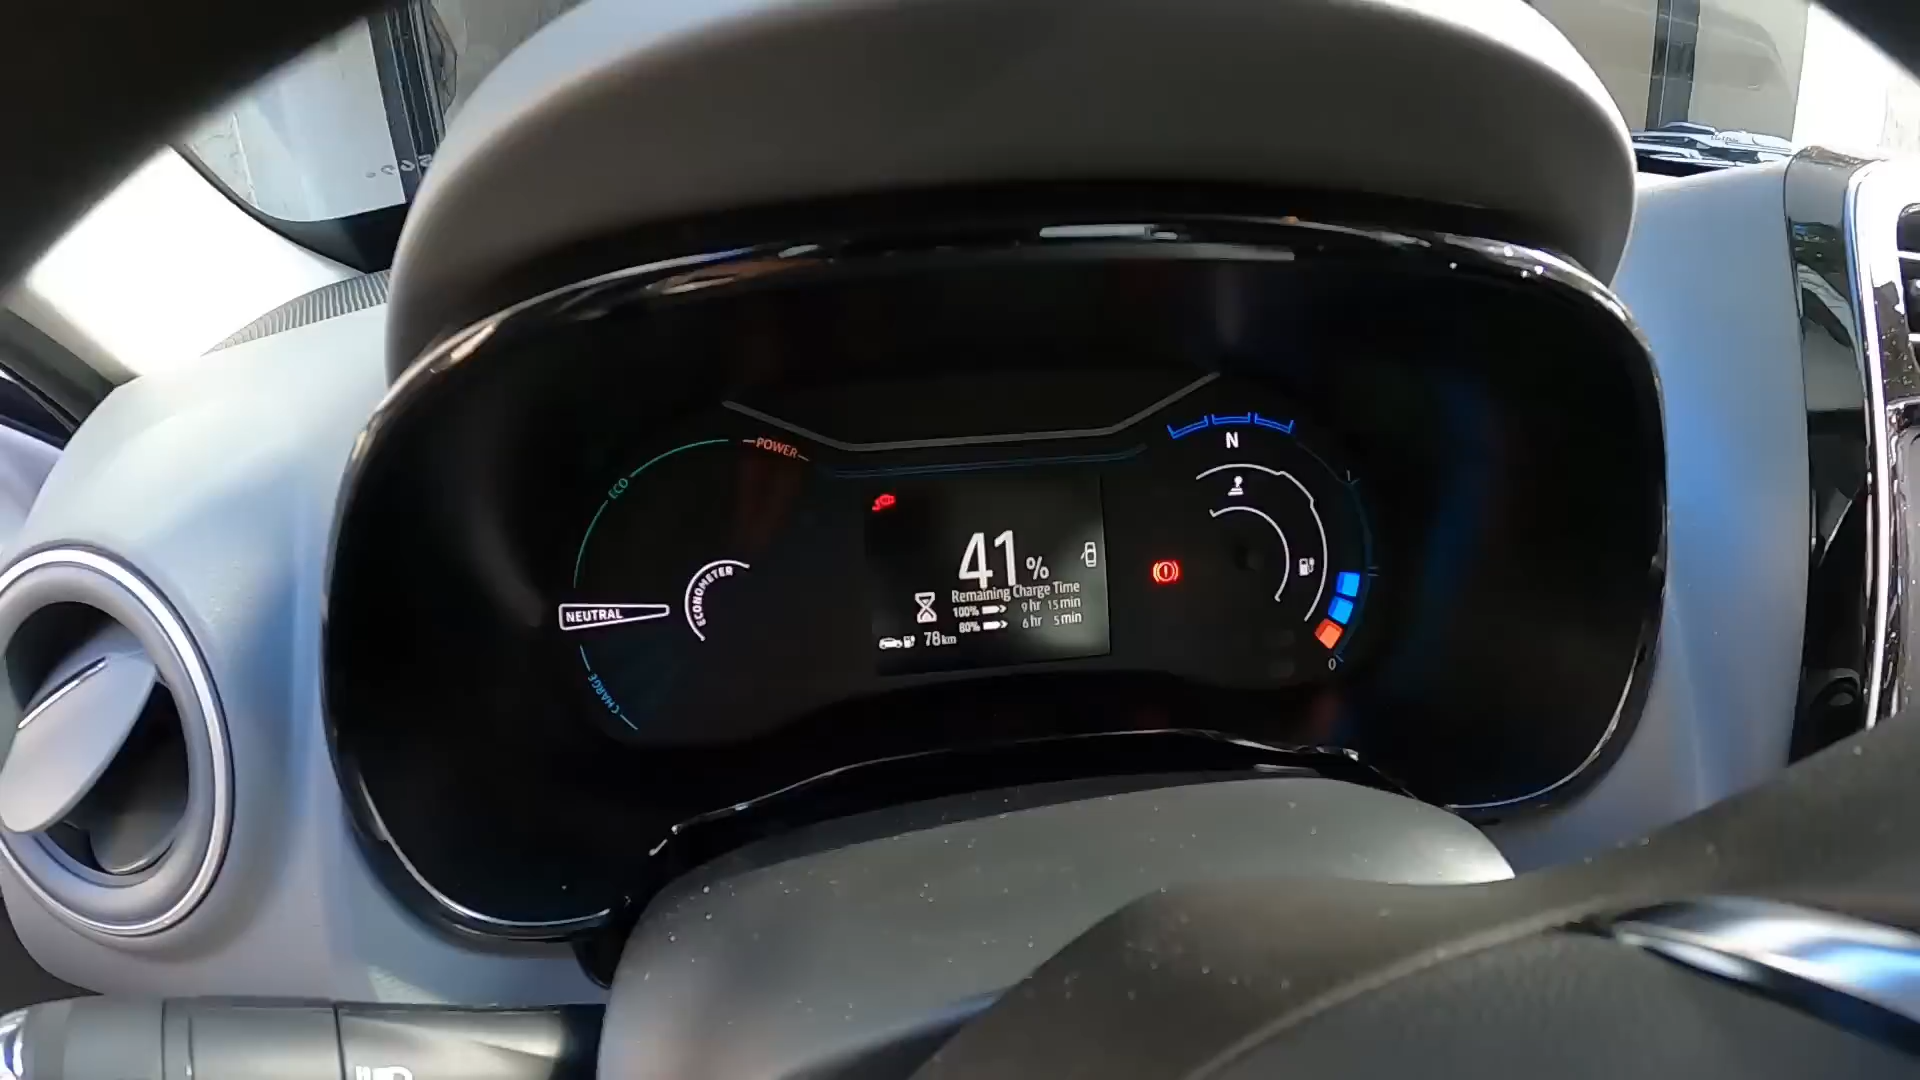 POWER
ECO
N
1
41%
Remaining Charge Time
100% 9 hr 15 min
80% 6 hr 5 min
78 km
NEUTRAL
ECONOMETER
CHARGE
0